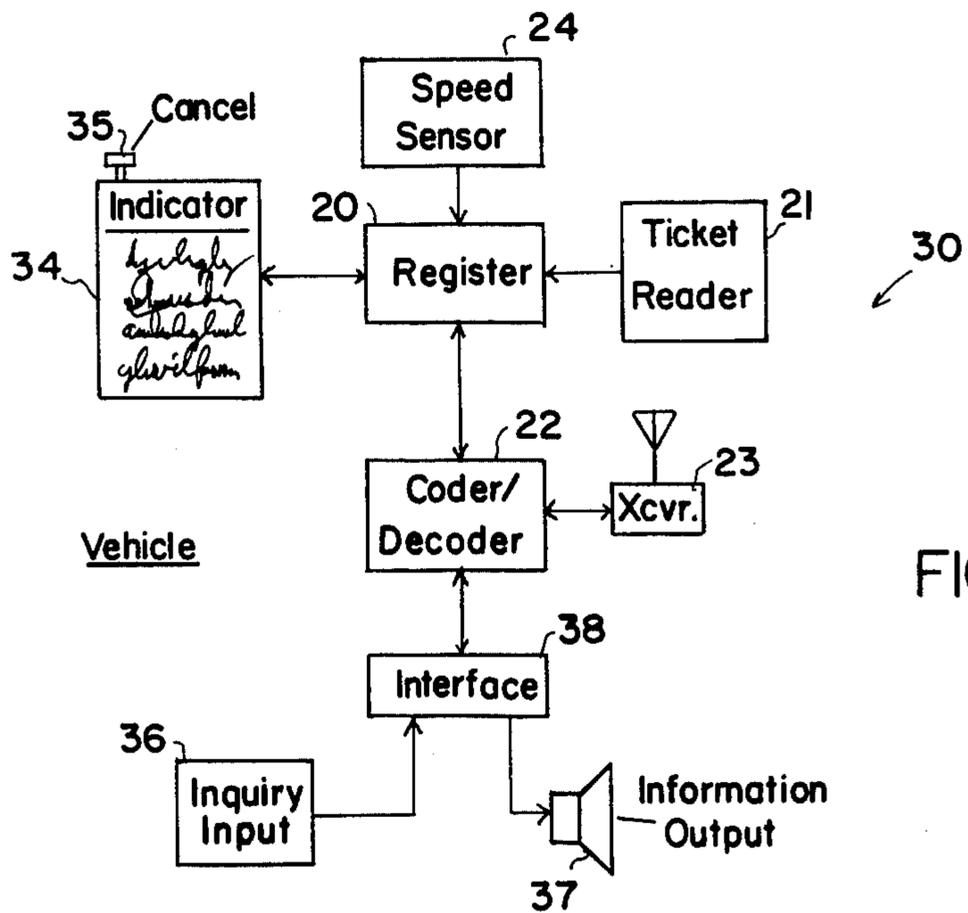 24
Speed
Sensor
35
Cancel
Indicator
34
20
Register
21
Ticket
Reader
30
22
Coder/
Decoder
23
Xcvr.
Vehicle
FIG
38
Interface
36
Inquiry
Input
Information
Output
37